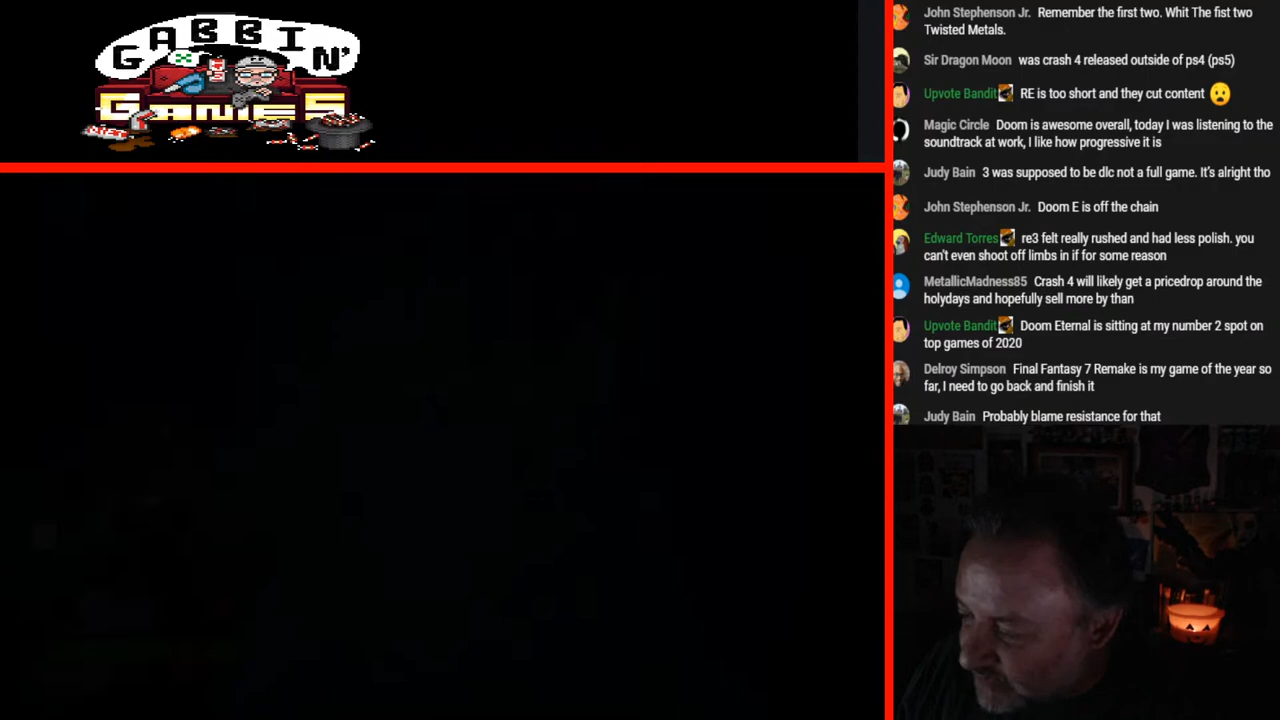 GABBIN'
GAMES
John Stephenson Jr. Remember the first two. Whit The fist two
Twisted Metals.
Sir Dragon Moon was crash 4 released outside of ps4 (ps5)
Upvote Bandit RE is too short and they cut content 😮
Magic Circle Doom is awesome overall, today I was listening to the
soundtrack at work, I like how progressive it is
Judy Bain 3 was supposed to be dlc not a full game. It's alright tho
John Stephenson Jr. Doom E is off the chain
Edward Torres re3 felt really rushed and had less polish. you
can't even shoot off limbs in if for some reason
MetallicMadness85 Crash 4 will likely get a pricedrop around the
holydays and hopefully sell more by than
Upvote Bandit Doom Eternal is sitting at my number 2 spot on
top games of 2020
Delroy Simpson Final Fantasy 7 Remake is my game of the year so
far, I need to go back and finish it
Judy Bain Probably blame resistance for that